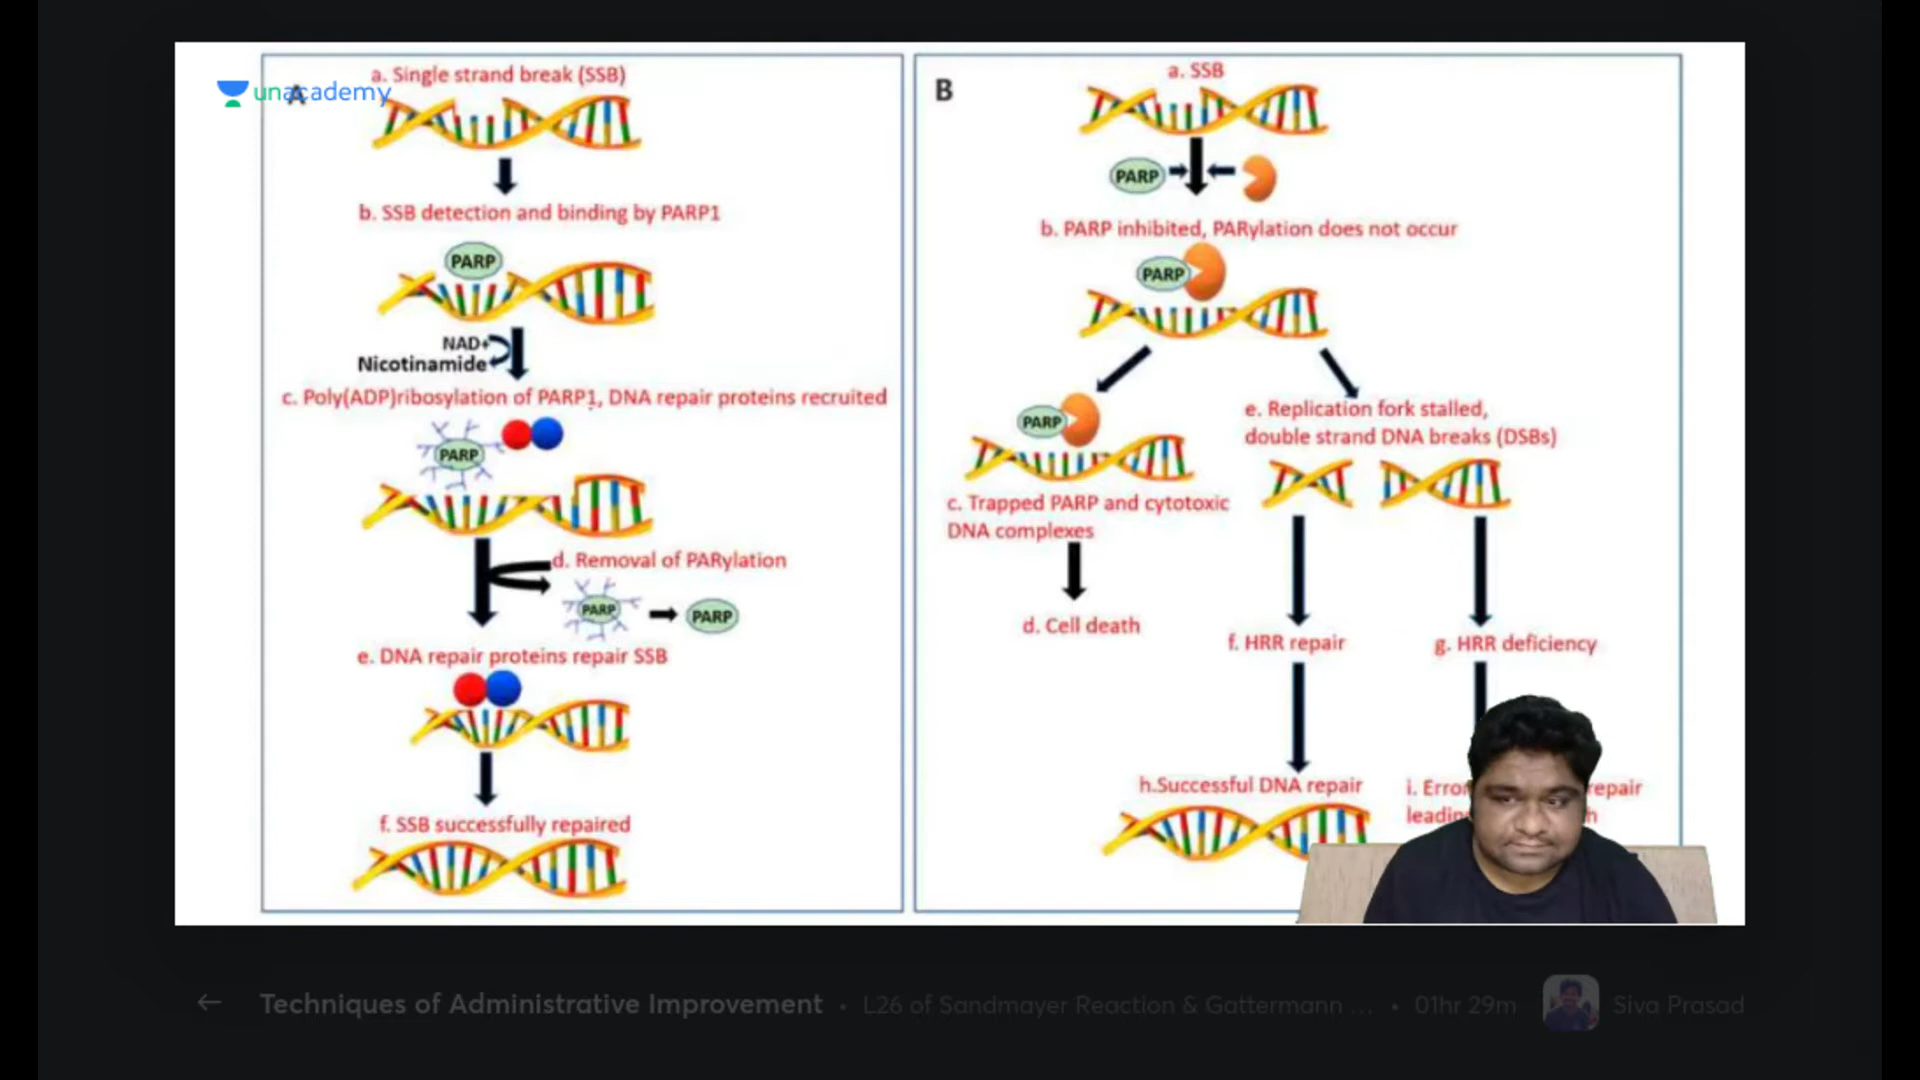 unacademy
A
a. Single strand break (SSB)
b. SSB detection and binding by PARP1
PARP
NAD+
Nicotinamide
c. Poly(ADP)ribosylation of PARP1, DNA repair proteins recruited
PARP
d. Removal of PARylation
PARP
PARP
e. DNA repair proteins repair SSB
f. SSB successfully repaired
B
a. SSB
PARP
b. PARP inhibited, PARylation does not occur
PARP
PARP
c. Trapped PARP and cytotoxic
DNA complexes
d. Cell death
e. Replication fork stalled,
double strand DNA breaks (DSBs)
f. HRR repair
g. HRR deficiency
h.Successful DNA repair
i. repair
Techniques of Administrative Improvement • L26 of Sandmayer Reaction & Gattermann ... • 01hr 29m
Siva Prasad